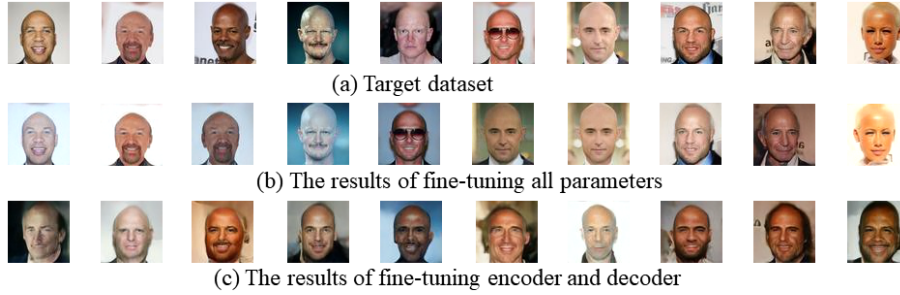 (a) Target dataset
(b) The results of fine-tuning all parameters
(c) The results of fine-tuning encoder and decoder